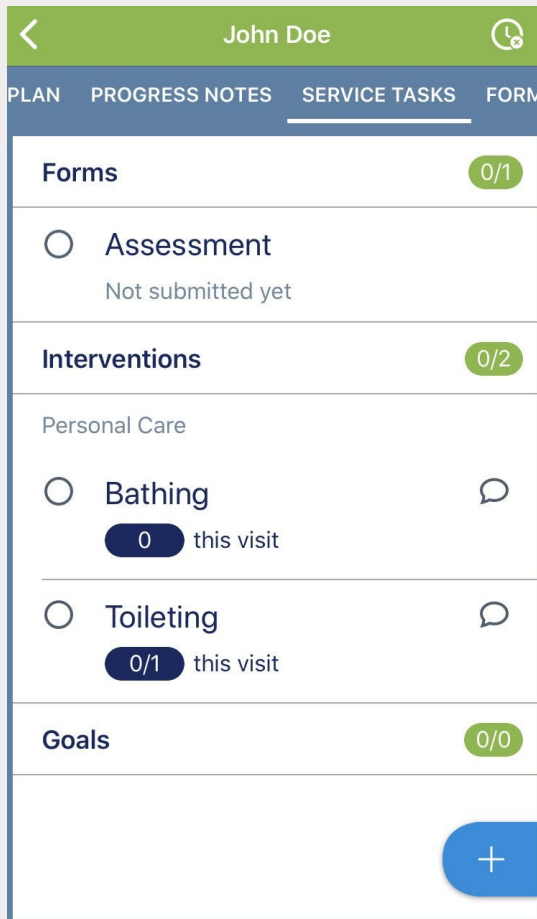 John Doe
PLAN PROGRESS NOTES SERVICE TASKS FORM
Forms 0/1
Assessment
Not submitted yet
Interventions 0/2
Personal Care
Bathing
0 this visit
Toileting
0/1 this visit
Goals 0/0
+